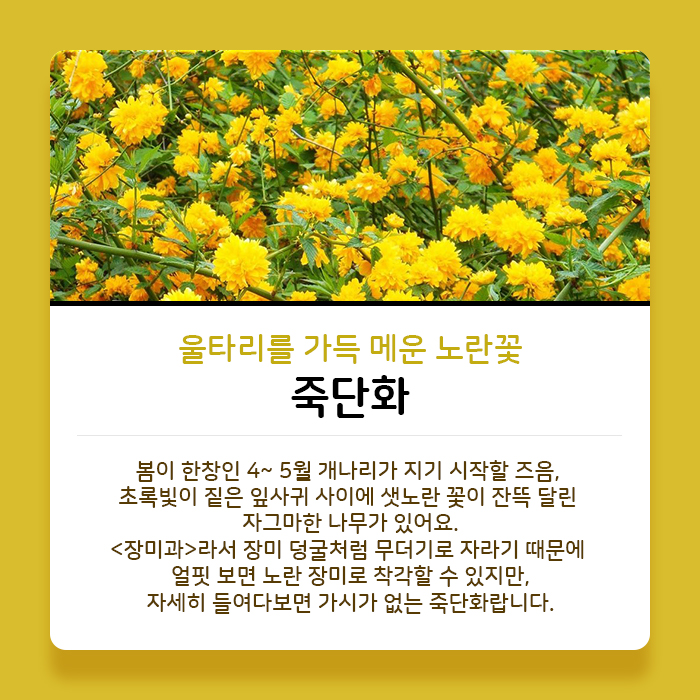 울타리를 가득 메운 노란꽃
죽단화
봄이 한창인 4~ 5월 개나리가 지기 시작할 즈음,
초록빛이 짙은 잎사귀 사이에 샛노란 꽃이 잔뜩 달린
자그마한 나무가 있어요.
<장미과>라서 장미 덩굴처럼 무더기로 자라기 때문에
얼핏 보면 노란 장미로 착각할 수 있지만,
자세히 들여다보면 가시가 없는 죽단화랍니다.